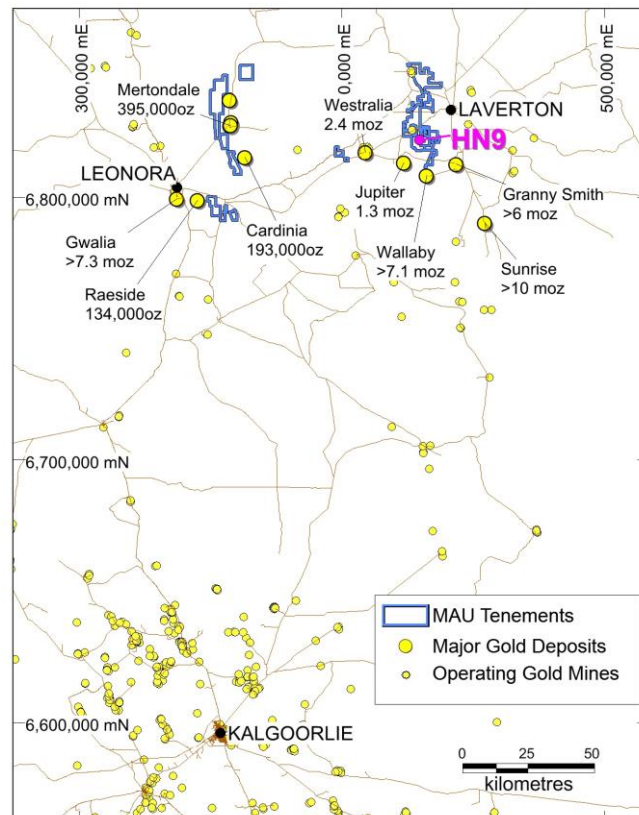 300,000 mE
0,000 mE
500,000 mE
Mertondale
395,000oz
Westralia
2.4 moz
LAVERTON
HN9
LEONORA
6,800,000 mN
Jupiter
1.3 moz
Granny Smith
>6 moz
Cardinia
193,000oz
Gwalia
>7.3 moz
Wallaby
>7.1 moz
Sunrise
>10 moz
Raeside
134,000oz
6,700,000 mN
MAU Tenements
Major Gold Deposits
Operating Gold Mines
6,600,000 mN
KALGOORLIE
0 25 50
kilometres